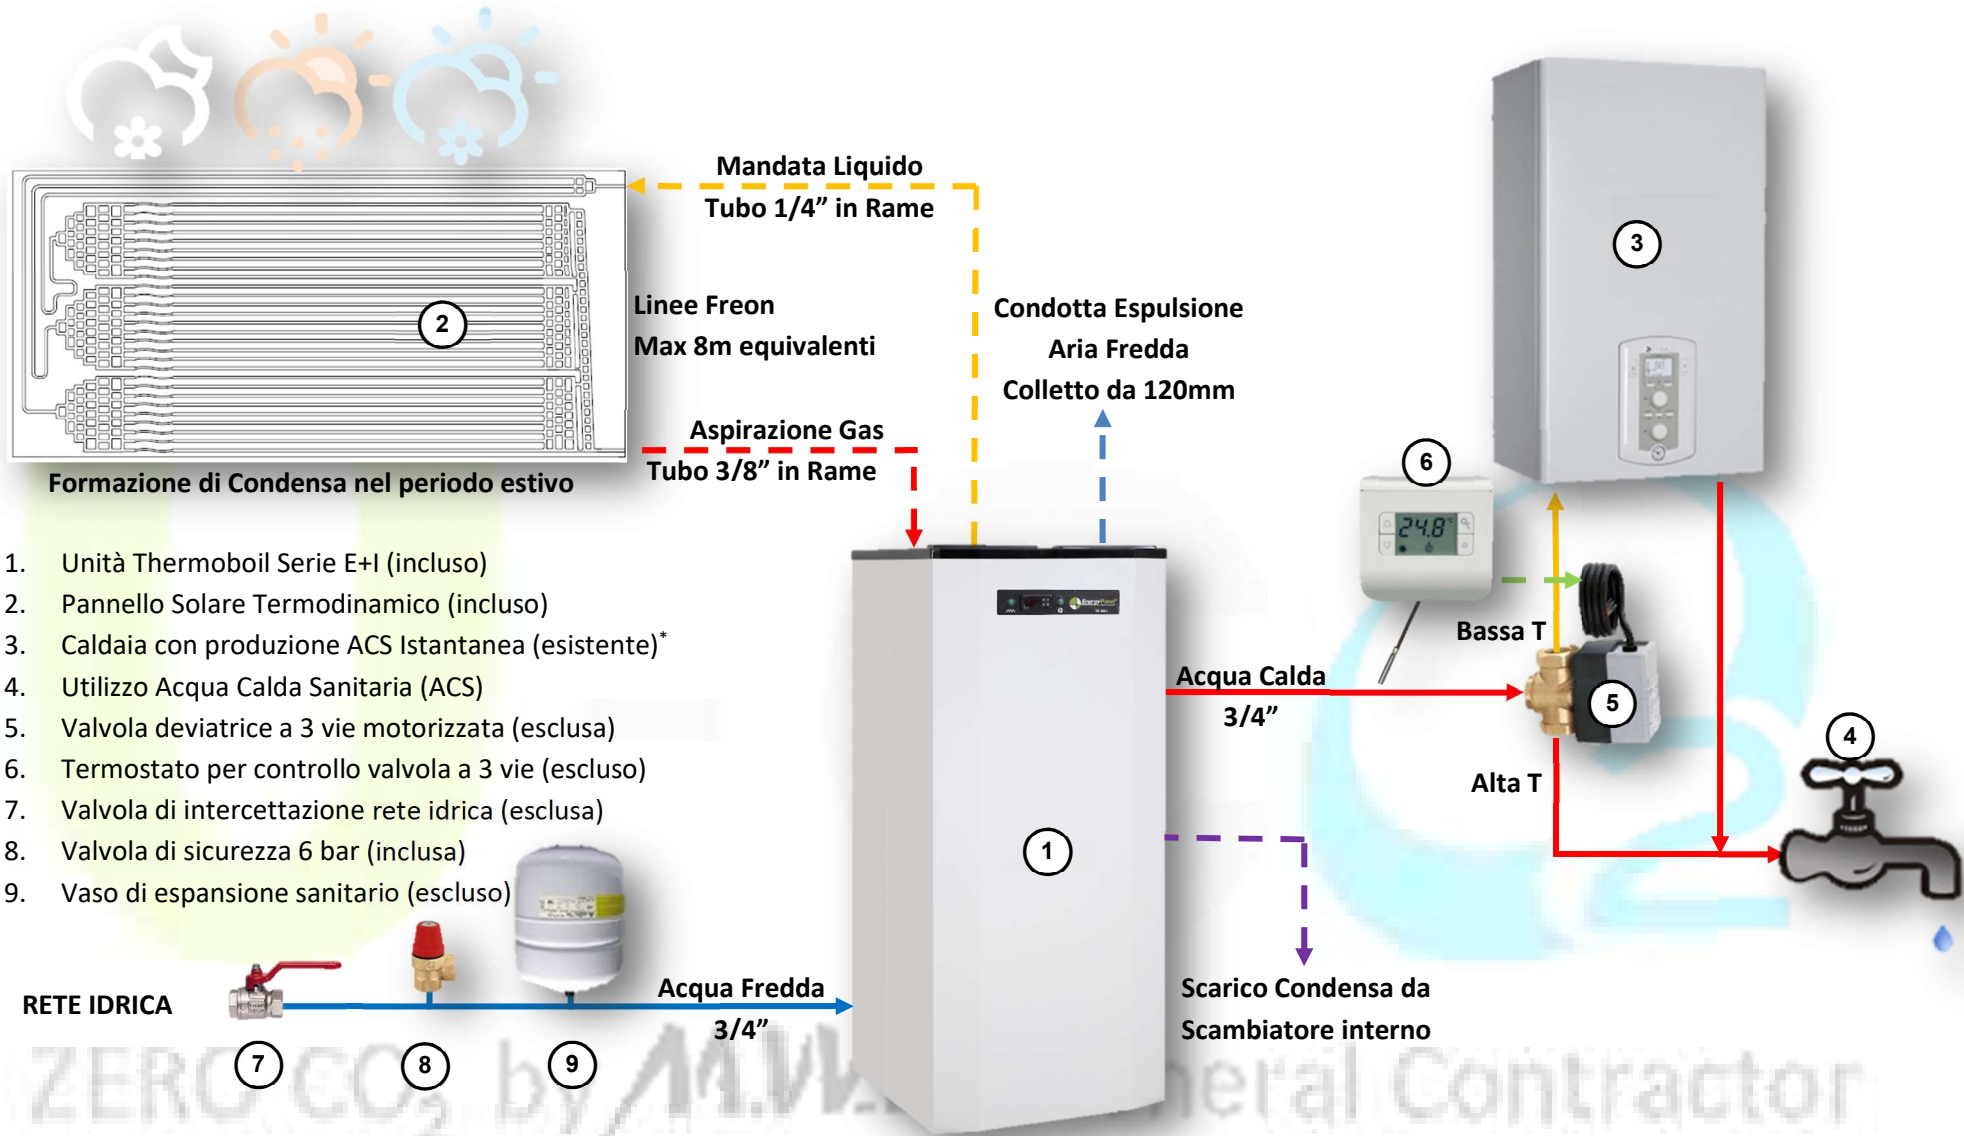 Mandata Liquido
Tubo 1/4” in Rame
Linee Freon
Max 8m equivalenti
Condotta Espulsione
Aria Fredda
Colletto da 120mm
Aspirazione Gas
Tubo 3/8” in Rame
Formazione di Condensa nel periodo estivo
2
3
6
24.8°
1. Unità Thermoboil Serie E+I (incluso)
2. Pannello Solare Termodinamico (incluso)
3. Caldaia con produzione ACS Istantanea (esistente)*
4. Utilizzo Acqua Calda Sanitaria (ACS)
5. Valvola deviatrice a 3 vie motorizzata (esclusa)
6. Termostato per controllo valvola a 3 vie (escluso)
7. Valvola di intercettazione rete idrica (esclusa)
8. Valvola di sicurezza 6 bar (inclusa)
9. Vaso di espansione sanitario (escluso)
Bassa T
Acqua Calda
3/4”
5
4
Alta T
1
Scarico Condensa da
Scambiatore interno
RETE IDRICA
Acqua Fredda
3/4”
7
8
9
ZERO CO2 by M.W. neral Contractor